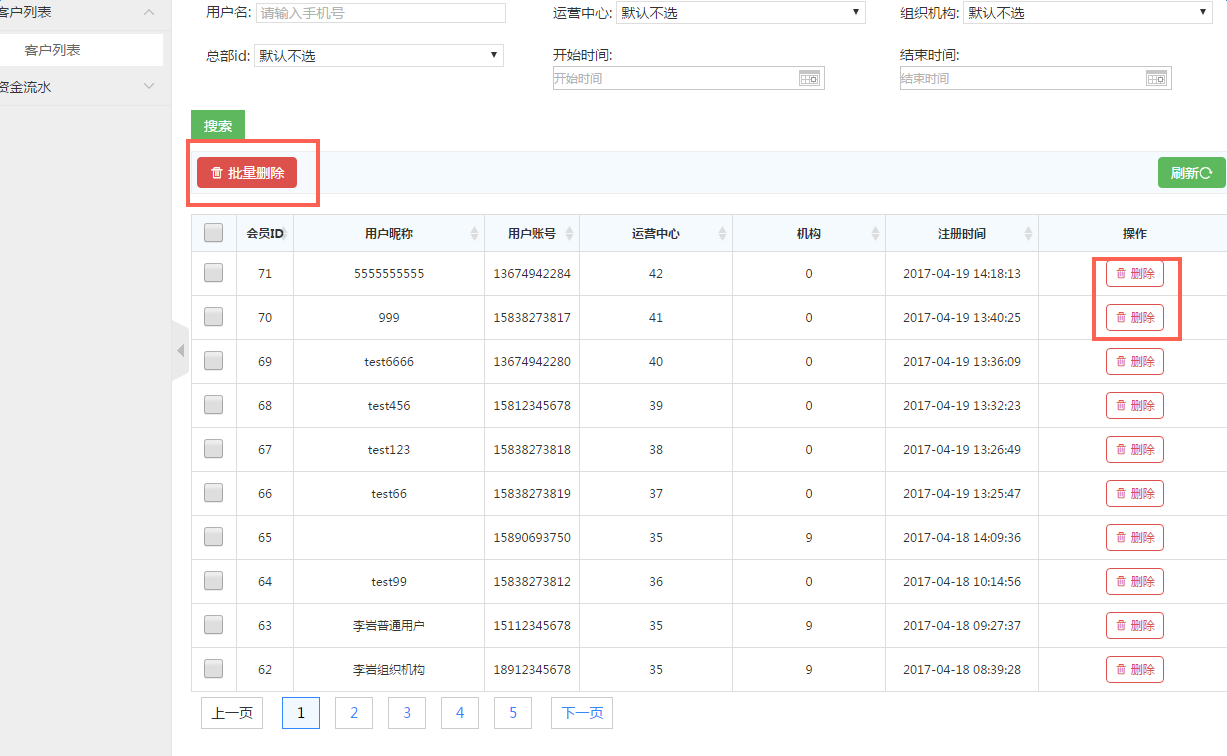 客户列表
客户列表
资金流水
用户名: 请输入手机号 运营中心: 默认不选 组织机构: 默认不选
总部id: 默认不选 开始时间: 结束时间:
开始时间 结束时间
搜索
批量删除 刷新
会员ID 用户昵称 用户账号 运营中心 机构 注册时间 操作
71 5555555555 13674942284 42 0 2017-04-19 14:18:13 删除
70 999 15838273817 41 0 2017-04-19 13:40:25 删除
69 test6666 13674942280 40 0 2017-04-19 13:36:09 删除
68 test456 15812345678 39 0 2017-04-19 13:32:23 删除
67 test123 15838273818 38 0 2017-04-19 13:26:49 删除
66 test66 15838273819 37 0 2017-04-19 13:25:47 删除
65 15890693750 35 9 2017-04-18 14:09:36 删除
64 test99 15838273812 36 0 2017-04-18 10:14:56 删除
63 李岩普通用户 15112345678 35 9 2017-04-18 09:27:37 删除
62 李岩组织机构 18912345678 35 9 2017-04-18 08:39:28 删除
上一页 1 2 3 4 5 下一页